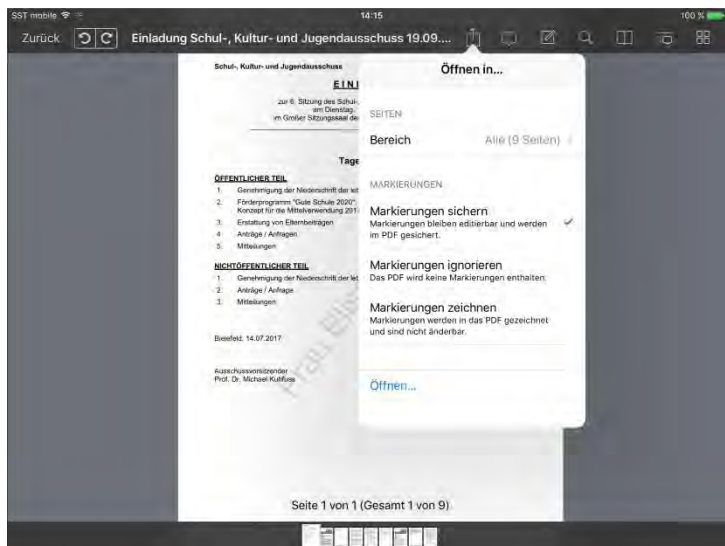 SST mobile
14:15
100 %
Zurück
Einladung Schul-, Kultur- und Jugendausschuss 19.09....
Schul-, Kultur- und Jugendausschuss
E I N
zur 6. Sitzung des Schul-,
am Dienstag,
im Großer Sitzungssaal de
Tage
ÖFFENTLICHER TEIL
1. Genehmigung der Niederschrift der let
2. Förderprogramm "Gute Schule 2020",
Konzept für die Mittelverwendung 201
3. Erstattung von Elternbeiträgen
4. Anträge / Anfragen
5. Mitteilungen
NICHTÖFFENTLICHER TEIL
1. Genehmigung der Niederschrift der let
2. Anträge / Anfrage
3. Mitteilungen
Bielefeld, 14.07.2017
Ausschussvorsitzender
Prof. Dr. Michael
Frau
Seite 1 von 1 (Gesamt 1 von 9)
Öffnen in...
SEITEN
Bereich Alle (9 Seiten)
MARKIERUNGEN
Markierungen sichern
Markierungen bleiben editierbar und werden
im PDF gesichert.
Markierungen ignorieren
Das PDF wird keine Markierungen enthalten.
Markierungen zeichnen
Markierungen werden in das PDF gezeichnet
und sind nicht änderbar.
Öffnen...